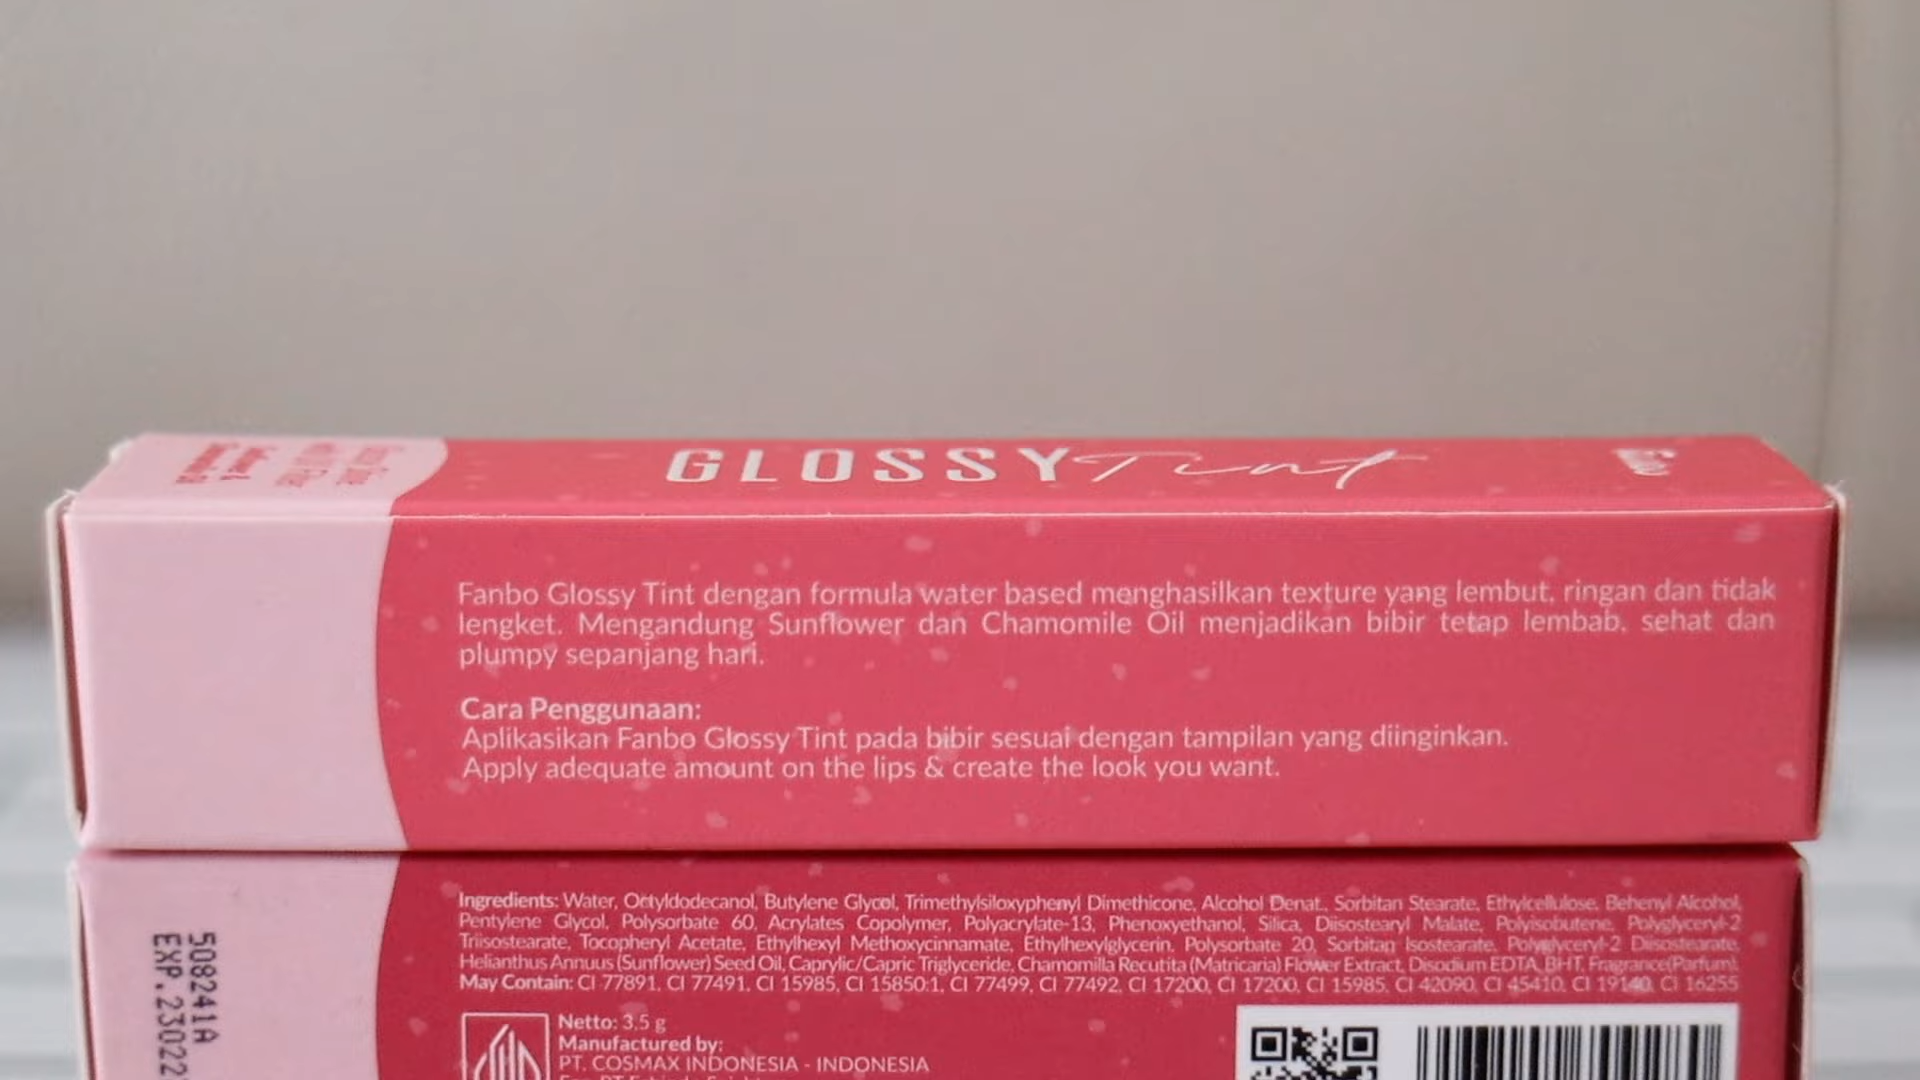 GLOSSY Tint
Fanbo Glossy Tint dengan formula water based menghasilkan texture yang lembut, ringan dan tidak
lengket. Mengandung Sunflower dan Chamomile Oil menjadikan bibir tetap lembab, sehat dan
plumpy sepanjang hari.
Cara Penggunaan:
Aplikasikan Fanbo Glossy Tint pada bibir sesuai dengan tampilan yang diinginkan.
Apply adequate amount on the lips & create the look you want.
Ingredients: Water, Octyldodecanol, Butylene Glycol, Trimethylsiloxyphenyl Dimethicone, Alcohol Denat., Sorbitan Stearate, Ethylcellulose, Behenyl Alcohol,
Pentylene Glycol, Polysorbate 60, Acrylates Copolymer, Polyacrylate-13, Phenoxyethanol, Silica, Diisostearyl Malate, Polyisobutene, Polyglyceryl-2
Triisostearate, Tocopheryl Acetate, Ethylhexyl Methoxycinnamate, Ethylhexylglycerin, Polysorbate 20, Sorbitan Isostearate, Polyglyceryl-2 Diisostearate,
Helianthus Annuus (Sunflower) Seed Oil, Caprylic/Capric Triglyceride, Chamomilla Recutita (Matricaria) Flower Extract, Disodium EDTA, BHT, Fragrance(Parfum).
May Contain: CI 77891, CI 77491, CI 15985, CI 15850:1, CI 77499, CI 77492, CI 17200, CI 17200, CI 15985, CI 42090, CI 45410, CI 19140, CI 16255
508241A
EXP.23022
Netto: 3.5 g
Manufactured by:
PT. COSMAX INDONESIA - INDONESIA